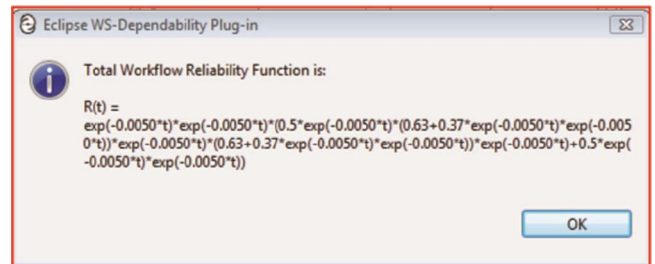 Eclipse WS-Dependability Plug-in
Total Workflow Reliability Function is:
R(t) =
exp(-0.0050*t)*exp(-0.0050*t)*(0.5*exp(-0.0050*t)*(0.63+0.37*exp(-0.0050*t)*exp(-0.005
0*t))*exp(-0.0050*t)*(0.63+0.37*exp(-0.0050*t)*exp(-0.0050*t))*exp(-0.0050*t)+0.5*exp(
-0.0050*t)*exp(-0.0050*t))
OK